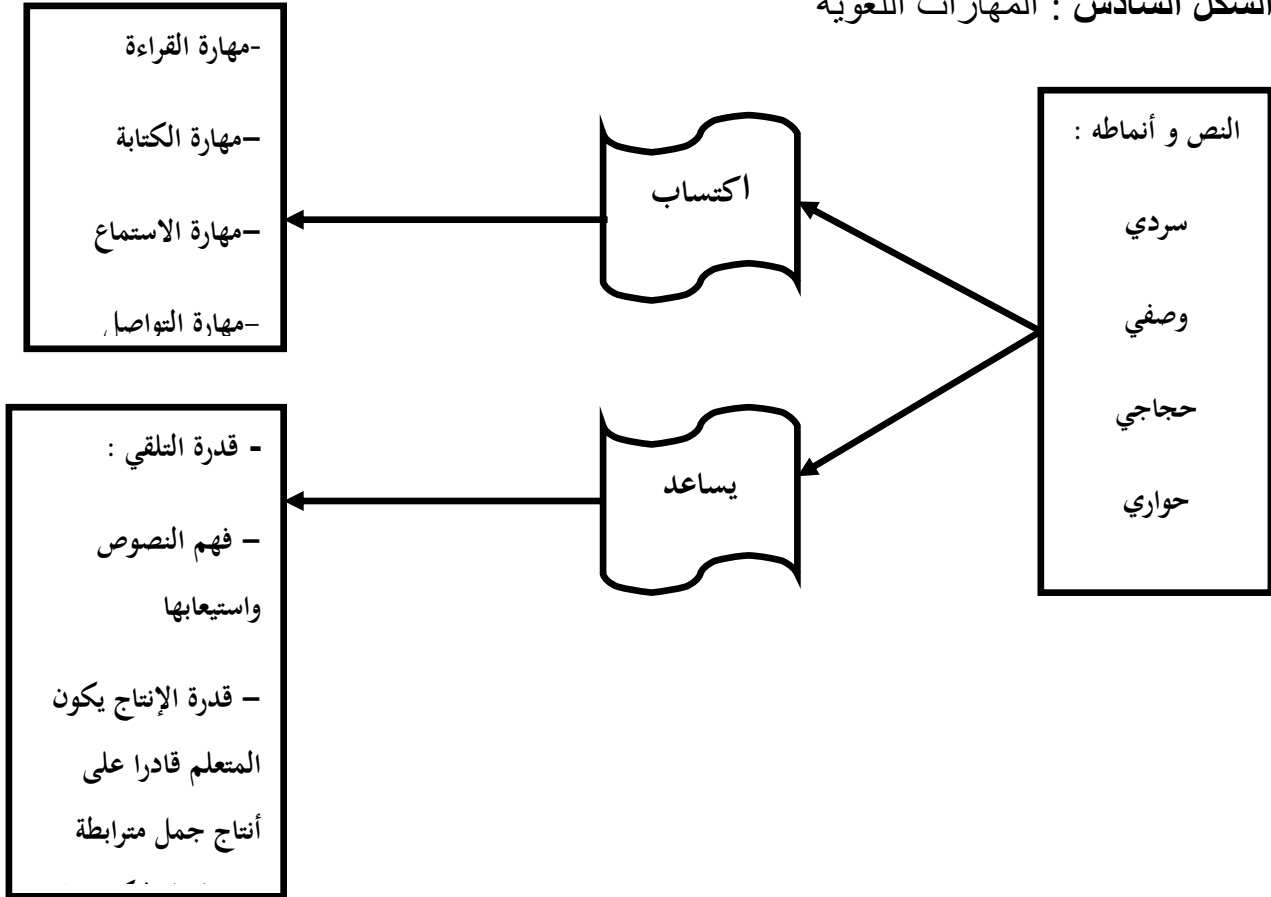 الشكل السادس : المهارات اللغوية
النص و أنماطه :
سردي
وصفي
حجاجي
حواري
اكتساب
يساعد
-مهارة القراءة
–مهارة الكتابة
–مهارة الاستماع
-مهارة التواصل
- قدرة التلقي :
– فهم النصوص
واستيعابها
– قدرة الإنتاج يكون
المتعلم قادرا على
أنتاج جمل مترابطة